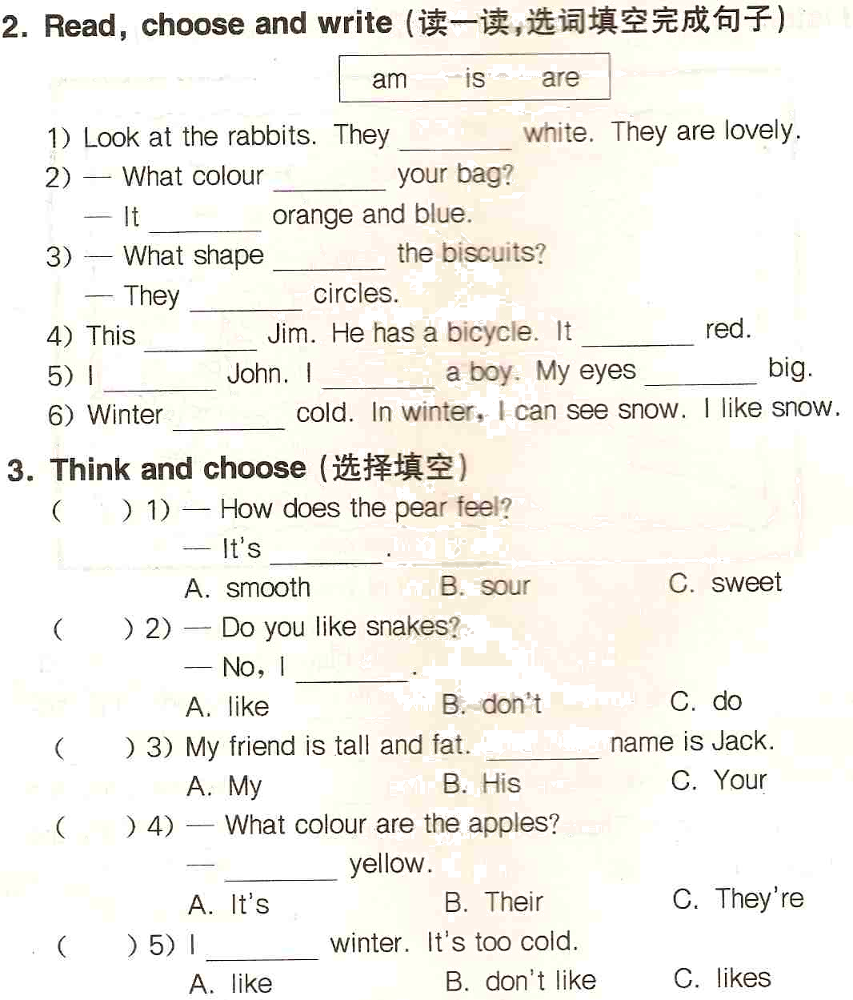 2. Read, choose and write (读一读,选词填空完成句子)
am is are
1) Look at the rabbits. They ________ white. They are lovely.
2) — What colour ________ your bag?
— It ________ orange and blue.
3) — What shape ________ the biscuits?
— They ________ circles.
4) This ________ Jim. He has a bicycle. It ________ red.
5) I ________ John. I ________ a boy. My eyes ________ big.
6) Winter ________ cold. In winter, I can see snow. I like snow.
3. Think and choose (选择填空)
( ) 1) — How does the pear feel?
— It's ________.
A. smooth B. sour C. sweet
( ) 2) — Do you like snakes?
— No, I ________.
A. like B. don't C. do
( ) 3) My friend is tall and fat. ________ name is Jack.
A. My B. His C. Your
( ) 4) — What colour are the apples?
— ________ yellow.
A. It's B. Their C. They're
( ) 5) I ________ winter. It's too cold.
A. like B. don't like C. likes